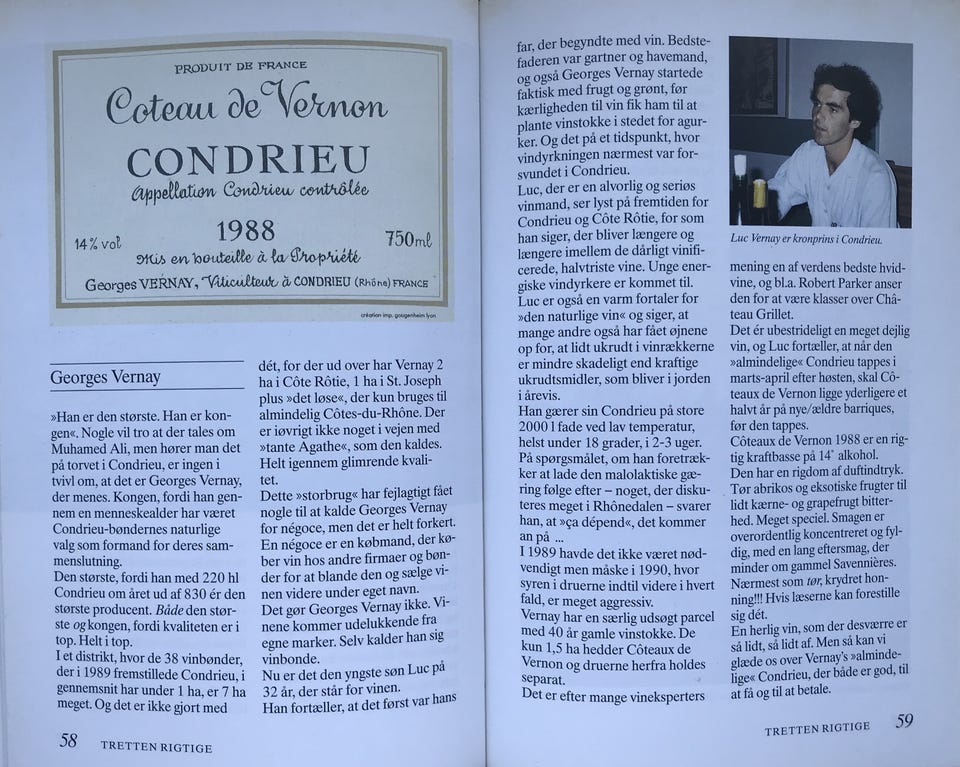 PRODUIT DE FRANCE
Coteau de Vernon
CONDRIEU
Appellation Condrieu contrôlée
1988
14% vol
750ml
Mis en bouteille à la Propriété
Georges VERNAY, Viticulteur à CONDRIEU (Rhône) FRANCE
création imp. gougenheim lyon
Georges Vernay
»Han er den største. Han er kon-
gen«. Nogle vil tro at der tales om
Muhamed Ali, men hører man det
på torvet i Condrieu, er ingen i
tvivl om, at det er Georges Vernay,
der menes. Kongen, fordi han gen-
nem en menneskealder har været
Condrieu-bøndernes naturlige
valg som formand for deres sam-
menslutning.
Den største, fordi han med 220 hl
Condrieu om året ud af 830 ér den
største producent. Både den stør-
ste og kongen, fordi kvaliteten er i
top. Helt i top.
I et distrikt, hvor de 38 vinbønder,
der i 1989 fremstillede Condrieu, i
gennemsnit har under 1 ha, er 7 ha
meget. Og det er ikke gjort med
dét, for der ud over har Vernay 2
ha i Côte Rôtie, 1 ha i St. Joseph
plus »det løse«, der kun bruges til
almindelig Côtes-du-Rhône. Der
er iøvrigt ikke noget i vejen med
»tante Agathe«, som den kaldes.
Helt igennem glimrende kvali-
tet.
Dette »storbrug« har fejlagtigt fået
nogle til at kalde Georges Vernay
for négoce, men det er helt forkert.
En négoce er en købmand, der kø-
ber vin hos andre firmaer og bøn-
der for at blande den og sælge vi-
nen videre under eget navn.
Det gør Georges Vernay ikke. Vi-
nene kommer udelukkende fra
egne marker. Selv kalder han sig
vinbonde.
Nu er det den yngste søn Luc på
32 år, der står for vinen.
Han fortæller, at det først var hans
58 TRETTEN RIGTIGE
far, der begyndte med vin. Bedste-
faderen var gartner og havemand,
og også Georges Vernay startede
faktisk med frugt og grønt, før
kærligheden til vin fik ham til at
plante vinstokke i stedet for agur-
ker. Og det på et tidspunkt, hvor
vindyrkningen nærmest var for-
svundet i Condrieu.
Luc, der er en alvorlig og seriøs
vinmand, ser lyst på fremtiden for
Condrieu og Côte Rôtie, for som
han siger, der bliver længere og
længere imellem de dårligt vinifi-
cerede, halvtriste vine. Unge ener-
giske vindyrkere er kommet til.
Luc er også en varm fortaler for
»den naturlige vin« og siger, at
mange andre også har fået øjnene
op for, at lidt ukrudt i vinrækkerne
er mindre skadeligt end kraftige
ukrudtsmidler, som bliver i jorden
i årevis.
Han gærer sin Condrieu på store
2000 l fade ved lav temperatur,
helst under 18 grader, i 2-3 uger.
På spørgsmålet, om han foretræk-
ker at lade den malolaktiske gæ-
ring følge efter – noget, der disku-
teres meget i Rhônedalen – svarer
han, at »ça dépend«, det kommer
an på ...
I 1989 havde det ikke været nød-
vendigt men måske i 1990, hvor
syren i druerne indtil videre i hvert
fald, er meget aggressiv.
Vernay har en særlig udsøgt parcel
med 40 år gamle vinstokke. De
kun 1,5 ha hedder Côteaux de
Vernon og druerne herfra holdes
separat.
Det er efter mange vineksperters
Luc Vernay er kronprins i Condrieu.
mening en af verdens bedste hvid-
vine, og bl.a. Robert Parker anser
den for at være klasser over Châ-
teau Grillet.
Det ér ubestrideligt en meget dejlig
vin, og Luc fortæller, at når den
»almindelige« Condrieu tappes i
marts-april efter høsten, skal Cô-
teaux de Vernon ligge yderligere et
halvt år på nye/ældre barriques,
før den tappes.
Côteaux de Vernon 1988 er en rig-
tig kraftbasse på 14° alkohol.
Den har en rigdom af duftindtryk.
Tør abrikos og eksotiske frugter til
lidt kærne- og grapefrugt bitter-
hed. Meget speciel. Smagen er
overordentlig koncentreret og fyl-
dig, med en lang eftersmag, der
minder om gammel Savennières.
Nærmest som tør, krydret hon-
ning!!! Hvis læserne kan forestille
sig dét.
En herlig vin, som der desværre er
så lidt, så lidt af. Men så kan vi
glæde os over Vernay's »alminde-
lige« Condrieu, der både er god, til
at få og til at betale.
TRETTEN RIGTIGE 59